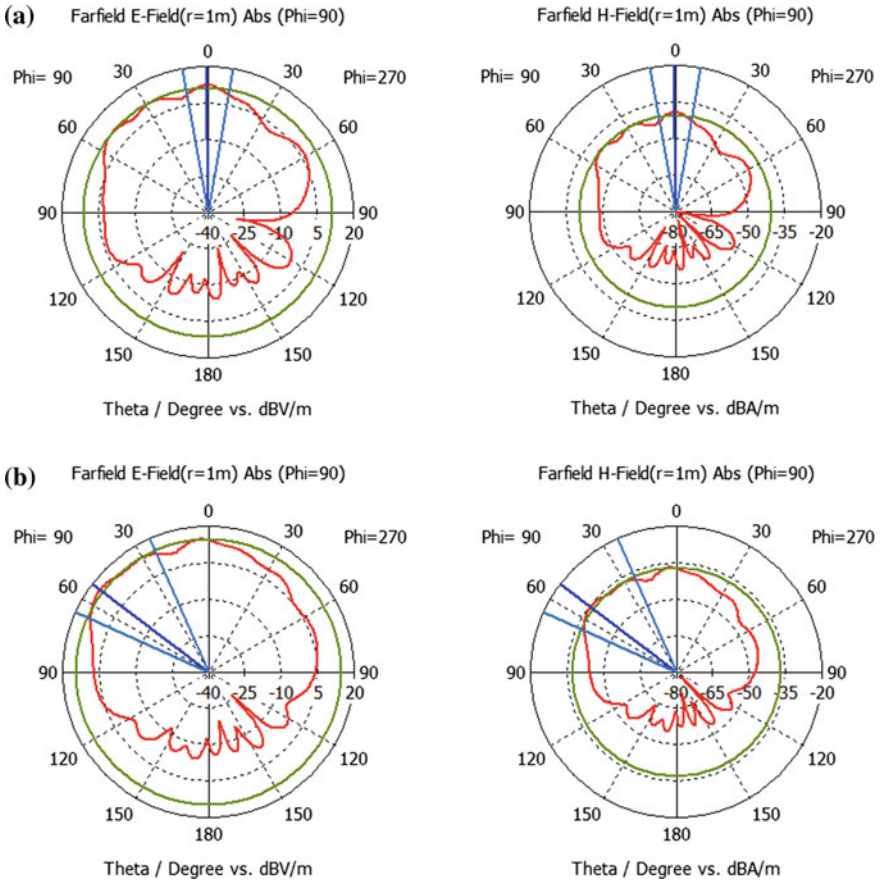 (a)
Farfield E-Field(r=1m) Abs (Phi=90)
0
30 30
Phi= 90 Phi=270
60 60
90 90
-40 -25 -10 5 20
120 120
150 150
180
Theta / Degree vs. dBV/m
Farfield H-Field(r=1m) Abs (Phi=90)
0
30 30
Phi= 90 Phi=270
60 60
90 90
-80 -65 -50 -35 -20
120 120
150 150
180
Theta / Degree vs. dBA/m
(b)
Farfield E-Field(r=1m) Abs (Phi=90)
0
30 30
Phi= 90 Phi=270
60 60
90 90
-40 -25 -10 5 20
120 120
150 150
180
Theta / Degree vs. dBV/m
Farfield H-Field(r=1m) Abs (Phi=90)
0
30 30
Phi= 90 Phi=270
60 60
90 90
-80 -65 -50 -35 -20
120 120
150 150
180
Theta / Degree vs. dBA/m